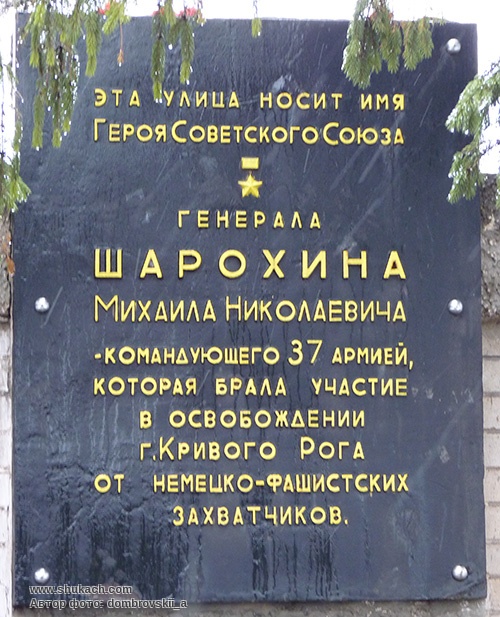 Эта улица носит имя
Героя Советского Союза
генерала
Шарохина
Михаила Николаевича
-командующего 37 армией,
которая брала участие
в освобождении
г. Кривого Рога
от немецко-фашистских
захватчиков.
www.shukach.com
Автор фото: dombrovskii_a